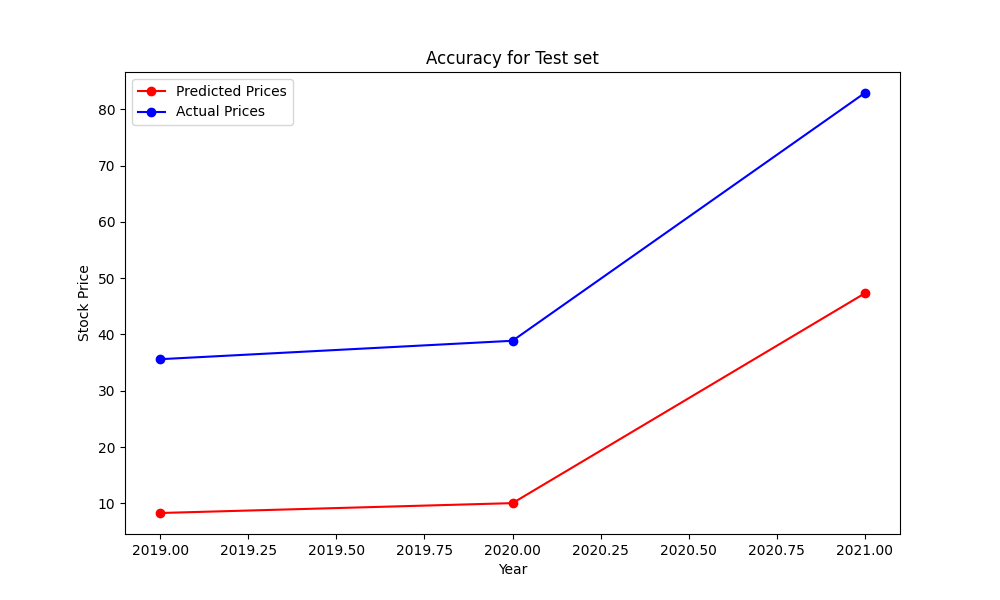 Accuracy for Test set
Predicted Prices
Actual Prices
80
70
60
50
40
30
20
10
Stock Price
2019.00 2019.25 2019.50 2019.75 2020.00 2020.25 2020.50 2020.75 2021.00
Year